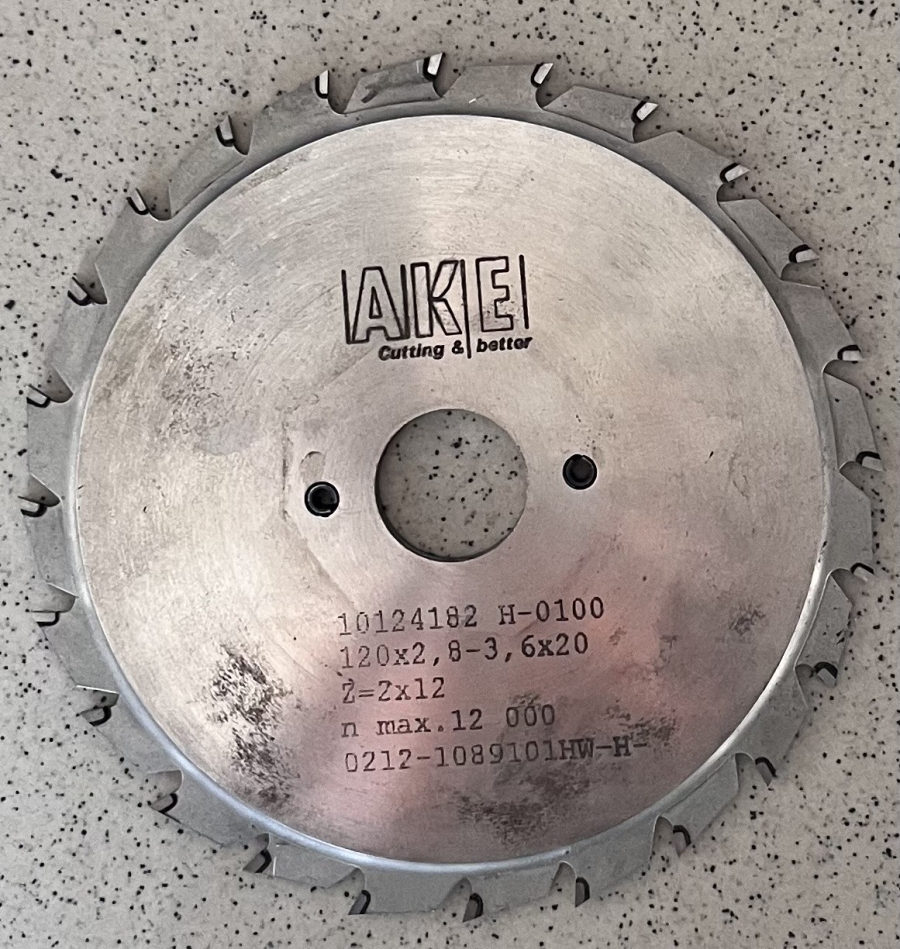 AKE
Cutting & better
10124182 H-0100
120x2,8-3,6x20
Z=2x12
n max.12 000
0212-1089101HW-H-